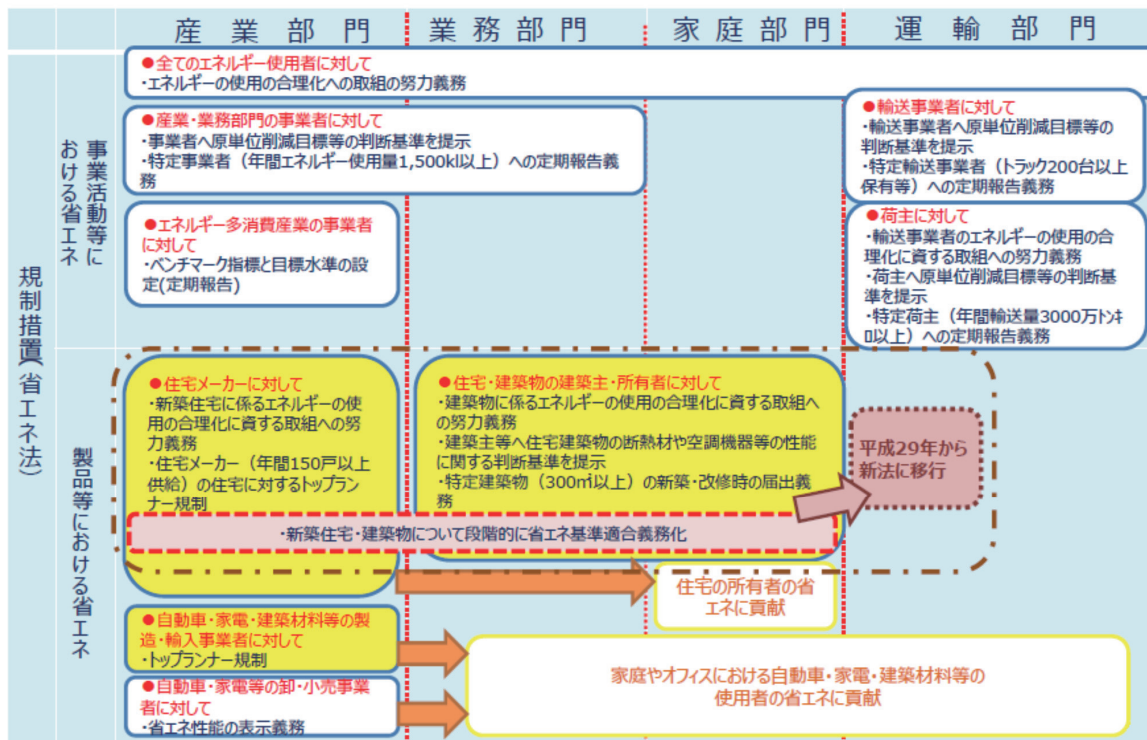 産業部門
業務部門
家庭部門
運輸部門
規制措置(省エネ法)
事業活動等に
おける省エネ
●全てのエネルギー使用者に対して
・エネルギーの使用の合理化への取組の努力義務
●産業・業務部門の事業者に対して
・事業者へ原単位削減目標等の判断基準を提示
・特定事業者（年間エネルギー使用量1,500kl以上）への定期報告義
務
●エネルギー多消費産業の事業者
に対して
・ベンチマーク指標と目標水準の設
定(定期報告)
●輸送事業者に対して
・輸送事業者へ原単位削減目標等の
判断基準を提示
・特定輸送事業者（トラック200台以上
保有等）への定期報告義務
●荷主に対して
・輸送事業者のエネルギーの使用の合
理化に資する取組への努力義務
・荷主へ原単位削減目標等の判断基
準を提示
・特定荷主（年間輸送量3000万ﾄﾝｷ
ﾛ以上）への定期報告義務
製品等における省エネ
●住宅メーカーに対して
・新築住宅に係るエネルギーの使
用の合理化に資する取組への努
力義務
・住宅メーカー（年間150戸以上
供給）の住宅に対するトップラン
ナー規制
●住宅・建築物の建築主・所有者に対して
・建築物に係るエネルギーの使用の合理化に資する取組へ
の努力義務
・建築主等へ住宅建築物の断熱材や空調機器等の性能
に関する判断基準を提示
・特定建築物（300㎡以上）の新築・改修時の届出義
務
平成29年から
新法に移行
・新築住宅・建築物について段階的に省エネ基準適合義務化
住宅の所有者の省
エネに貢献
●自動車・家電・建築材料等の製
造・輸入事業者に対して
・トップランナー規制
●自動車・家電等の卸・小売事業
者に対して
・省エネ性能の表示義務
家庭やオフィスにおける自動車・家電・建築材料等の
使用者の省エネに貢献